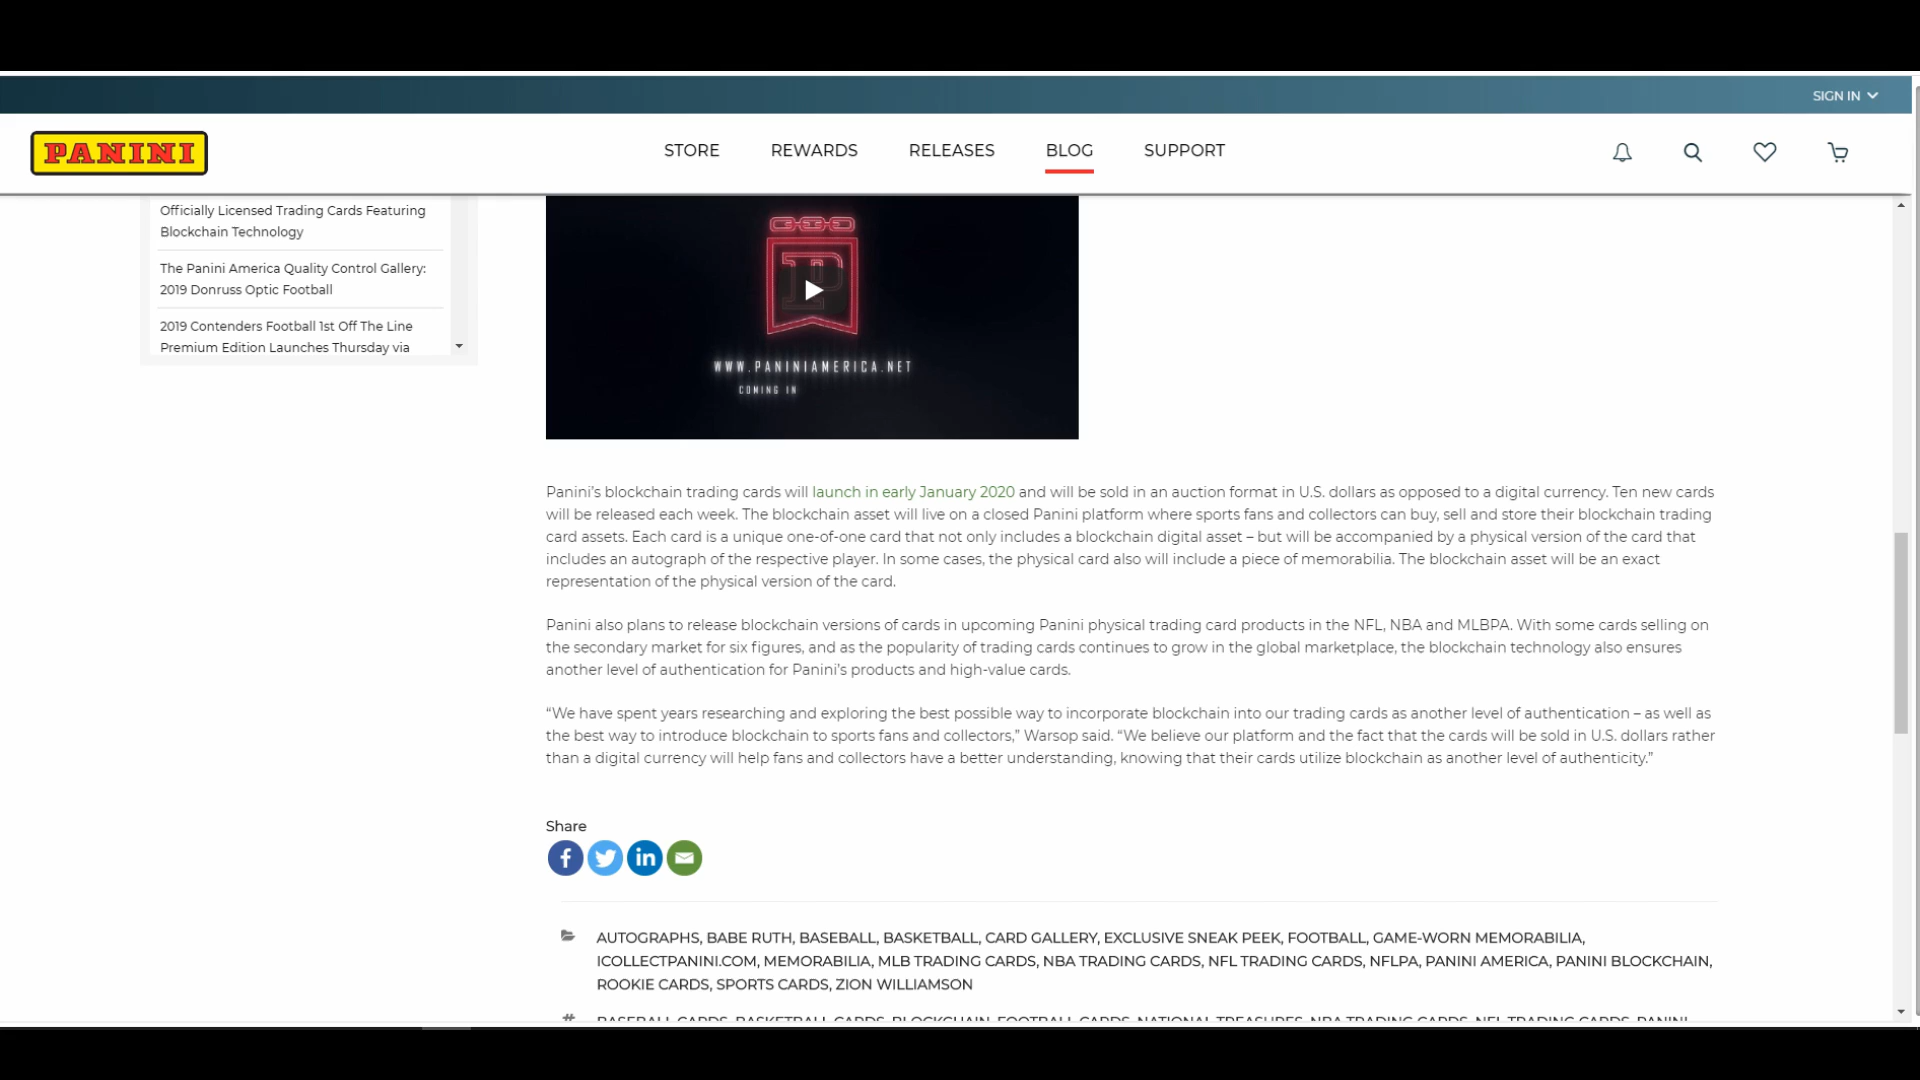 SIGN IN
PANINI
STORE REWARDS RELEASES BLOG SUPPORT
Officially Licensed Trading Cards Featuring
Blockchain Technology
The Panini America Quality Control Gallery:
2019 Donruss Optic Football
2019 Contenders Football 1st Off The Line
Premium Edition Launches Thursday via
P
WWW.PANINIAMERICA.NET
COMING IN
Panini’s blockchain trading cards will launch in early January 2020 and will be sold in an auction format in U.S. dollars as opposed to a digital currency. Ten new cards
will be released each week. The blockchain asset will live on a closed Panini platform where sports fans and collectors can buy, sell and store their blockchain trading
card assets. Each card is a unique one-of-one card that not only includes a blockchain digital asset – but will be accompanied by a physical version of the card that
includes an autograph of the respective player. In some cases, the physical card also will include a piece of memorabilia. The blockchain asset will be an exact
representation of the physical version of the card.
Panini also plans to release blockchain versions of cards in upcoming Panini physical trading card products in the NFL, NBA and MLBPA. With some cards selling on
the secondary market for six figures, and as the popularity of trading cards continues to grow in the global marketplace, the blockchain technology also ensures
another level of authentication for Panini’s products and high-value cards.
“We have spent years researching and exploring the best possible way to incorporate blockchain into our trading cards as another level of authentication – as well as
the best way to introduce blockchain to sports fans and collectors,” Warsop said. “We believe our platform and the fact that the cards will be sold in U.S. dollars rather
than a digital currency will help fans and collectors have a better understanding, knowing that their cards utilize blockchain as another level of authenticity.”
Share
AUTOGRAPHS, BABE RUTH, BASEBALL, BASKETBALL, CARD GALLERY, EXCLUSIVE SNEAK PEEK, FOOTBALL, GAME-WORN MEMORABILIA,
ICOLLECTPANINI.COM, MEMORABILIA, MLB TRADING CARDS, NBA TRADING CARDS, NFL TRADING CARDS, NFLPA, PANINI AMERICA, PANINI BLOCKCHAIN,
ROOKIE CARDS, SPORTS CARDS, ZION WILLIAMSON
# BASEBALL CARDS, BASKETBALL CARDS, BLOCKCHAIN, FOOTBALL CARDS, NATIONAL TREASURES, NBA TRADING CARDS, NFL TRADING CARDS, PANINI